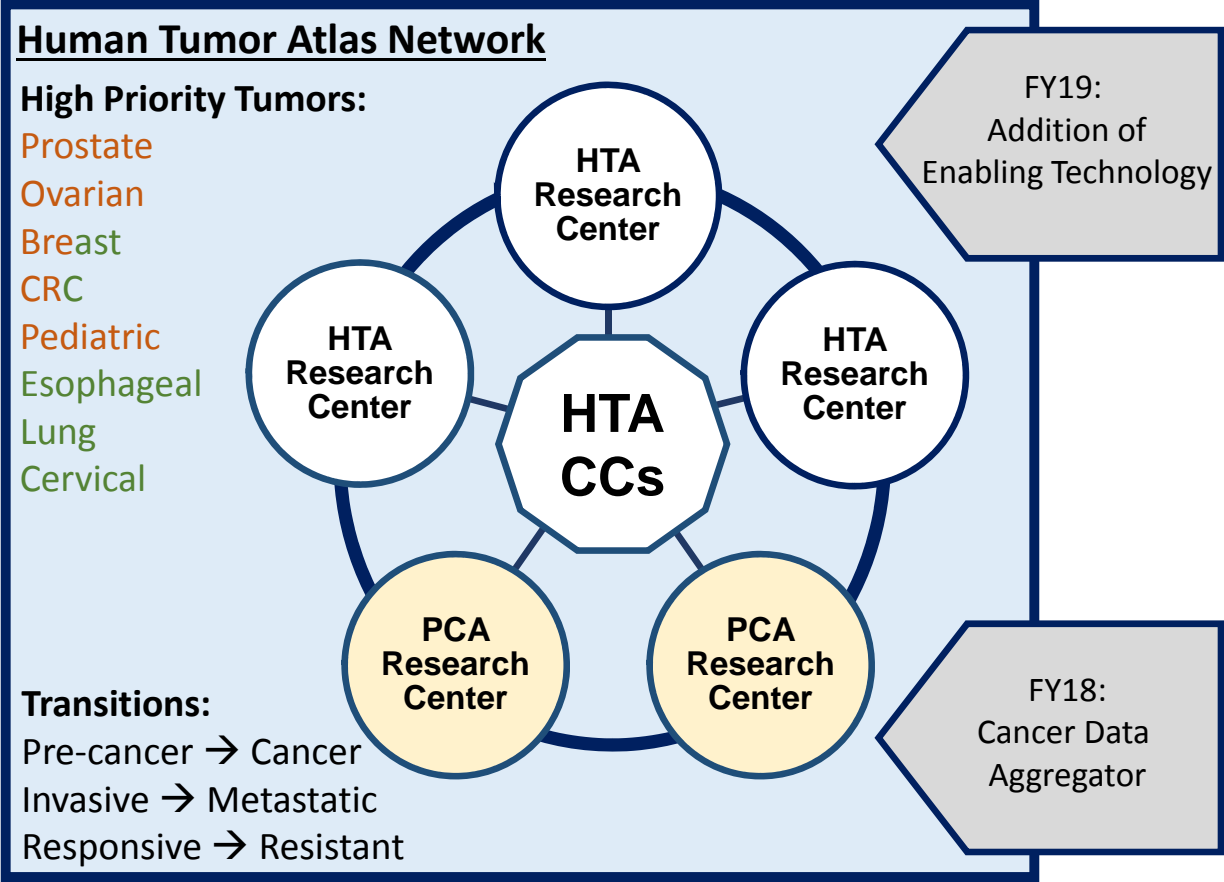 Human Tumor Atlas Network
High Priority Tumors:
Prostate
Ovarian
Breast
CRC
Pediatric
Esophageal
Lung
Cervical
HTA
Research
Center
HTA
Research
Center
HTA
Research
Center
HTA
CCs
PCA
Research
Center
PCA
Research
Center
Transitions:
Pre-cancer → Cancer
Invasive → Metastatic
Responsive → Resistant
FY19:
Addition of
Enabling Technology
FY18:
Cancer Data
Aggregator